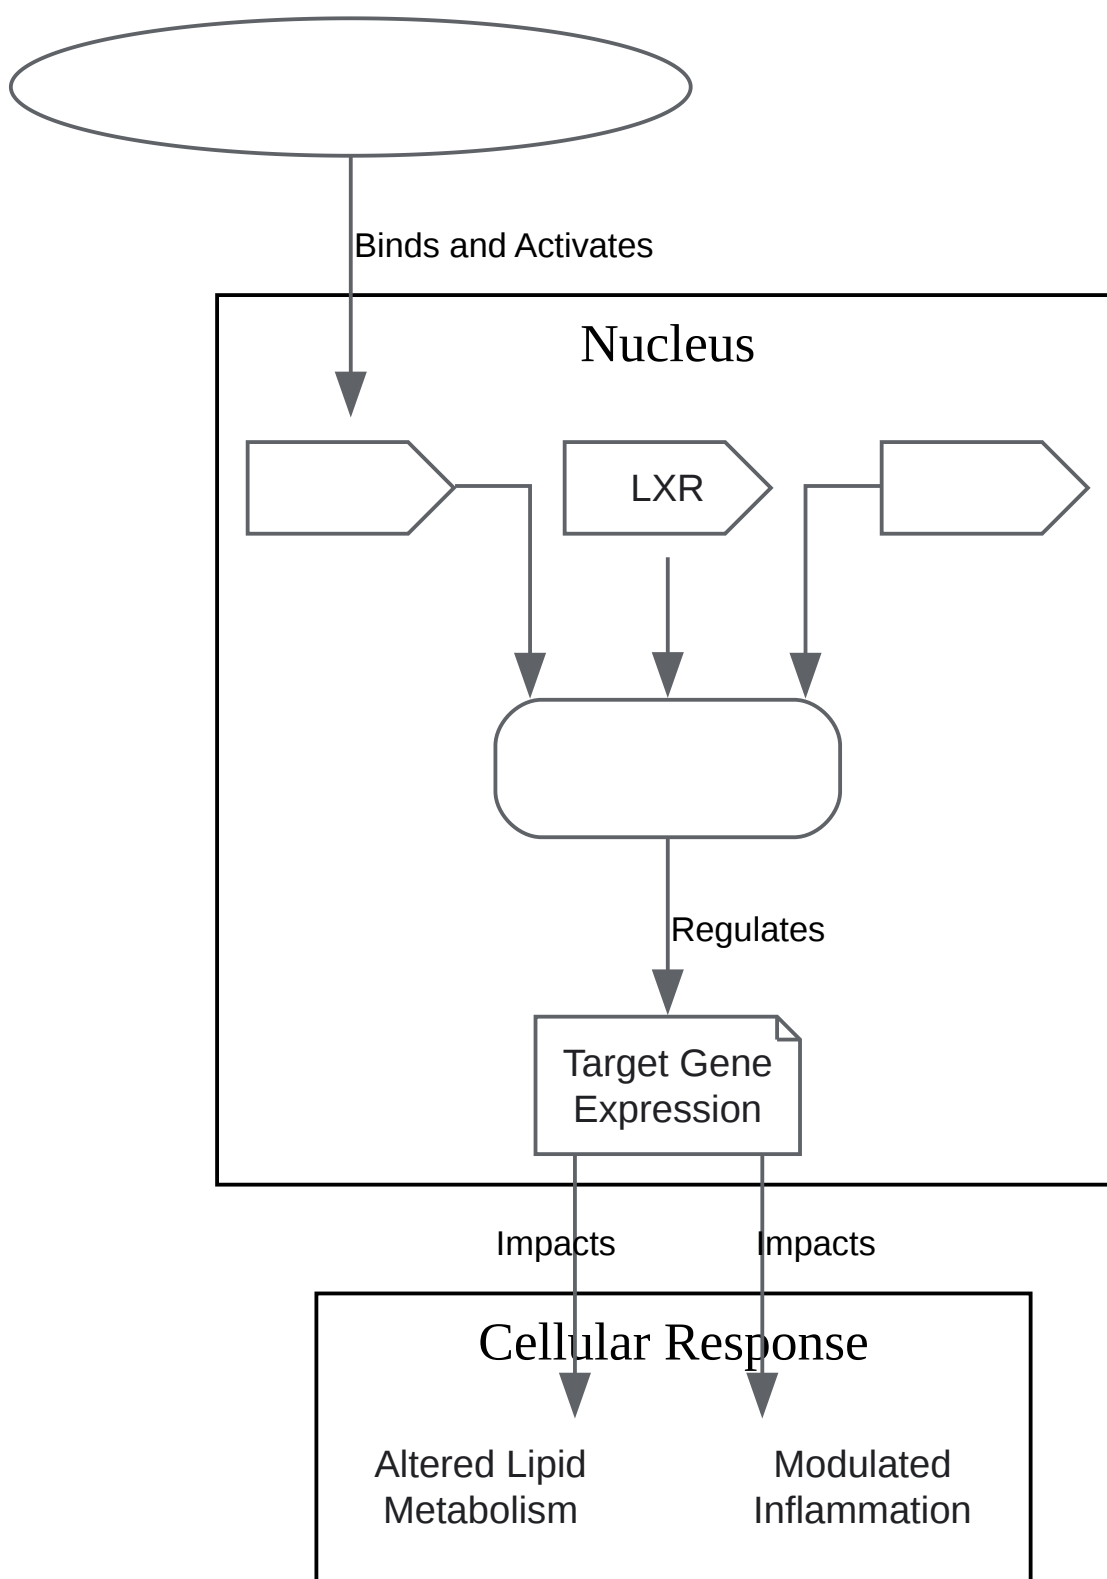 Binds and Activates
Nucleus
LXR
Regulates
Target Gene
Expression
Impacts
Impacts
Cellular Response
Altered Lipid
Metabolism
Modulated
Inflammation